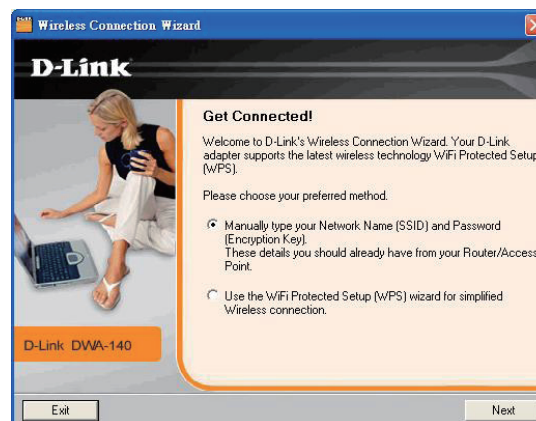 Wireless Connection Wizard
D-Link
Get Connected!
Welcome to D-Link's Wireless Connection Wizard. Your D-Link
adapter supports the latest wireless technology WiFi Protected Setup
(WPS).
Please choose your preferred method.
Manually type your Network Name (SSID) and Password
(Encryption Key).
These details you should already have from your Router/Access
Point.
Use the WiFi Protected Setup (WPS) wizard for simplified
Wireless connection.
D-Link DWA-140
Exit
Next